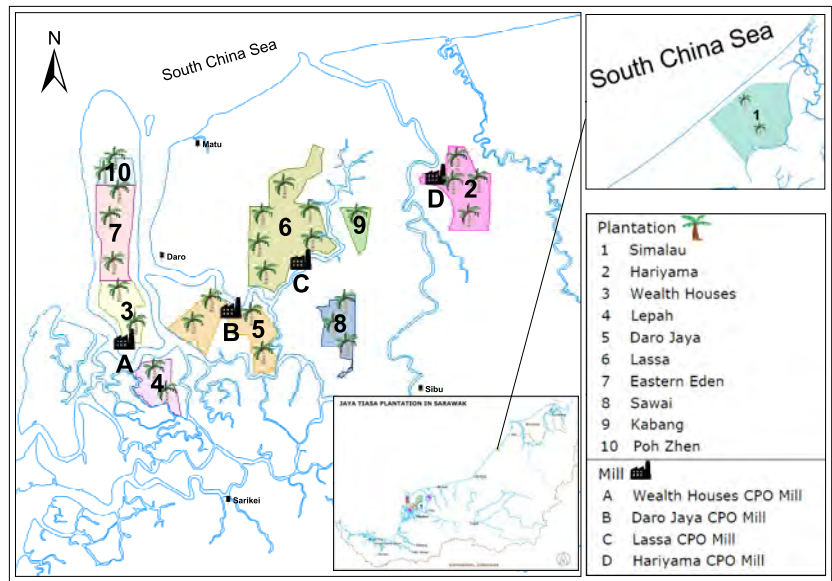 N
South China Sea
Matu
10
7
Daro
3
A
4
6
9
C
B
5
8
D
2
Sibu
Sarikei
JAYA TIASA PLANTATION IN SARAWAK
South China Sea
1
Plantation
1 Simalau
2 Hariyama
3 Wealth Houses
4 Lepah
5 Daro Jaya
6 Lassa
7 Eastern Eden
8 Sawai
9 Kabang
10 Poh Zhen
Mill
A Wealth Houses CPO Mill
B Daro Jaya CPO Mill
C Lassa CPO Mill
D Hariyama CPO Mill